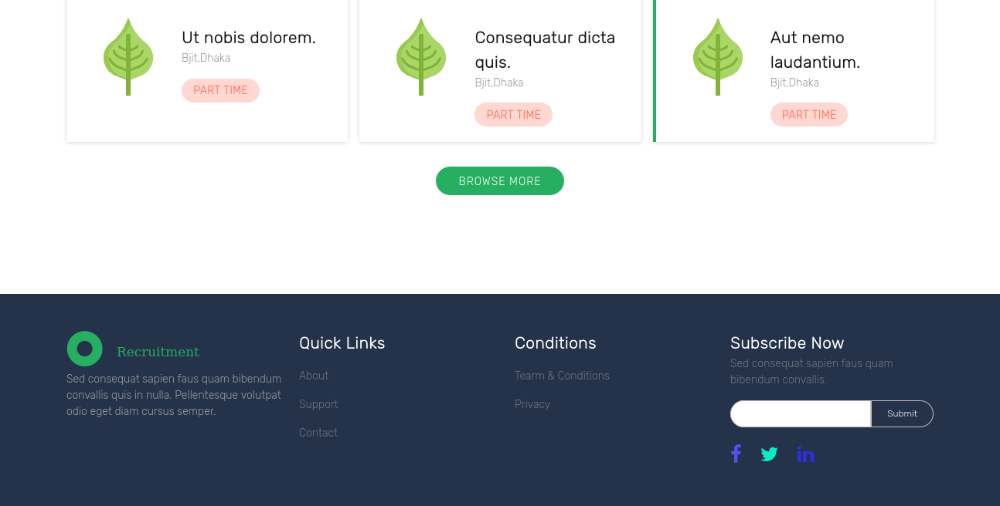 Ut nobis dolorem.
Bjit,Dhaka
PART TIME
Consequatur dicta
quis.
Bjit,Dhaka
PART TIME
Aut nemo
laudantium.
Bjit,Dhaka
PART TIME
BROWSE MORE
Recruitment
Sed consequat sapien faus quam bibendum
convallis quis in nulla. Pellentesque volutpat
odio eget diam cursus semper.
Quick Links
About
Support
Contact
Conditions
Tearm & Conditions
Privacy
Subscribe Now
Sed consequat sapien faus quam
bibendum convallis.
Submit